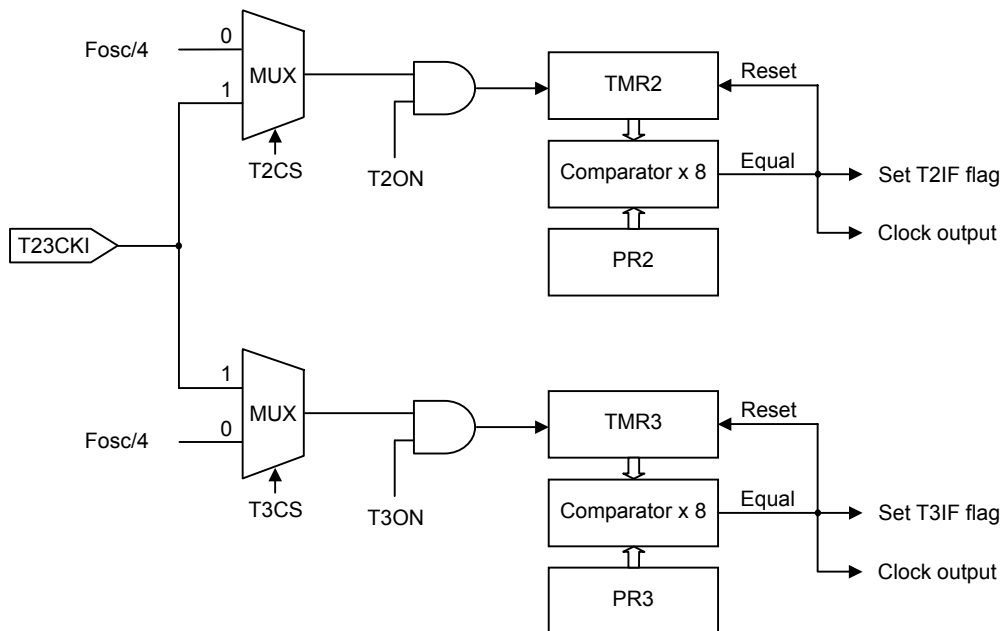 Fosc/4
0
1
MUX
T2CS
T2ON
TMR2
Reset
Comparator x 8
Equal
Set T2IF flag
Clock output
PR2
T23CKI
1
0
Fosc/4
MUX
T3CS
T3ON
TMR3
Reset
Comparator x 8
Equal
Set T3IF flag
Clock output
PR3